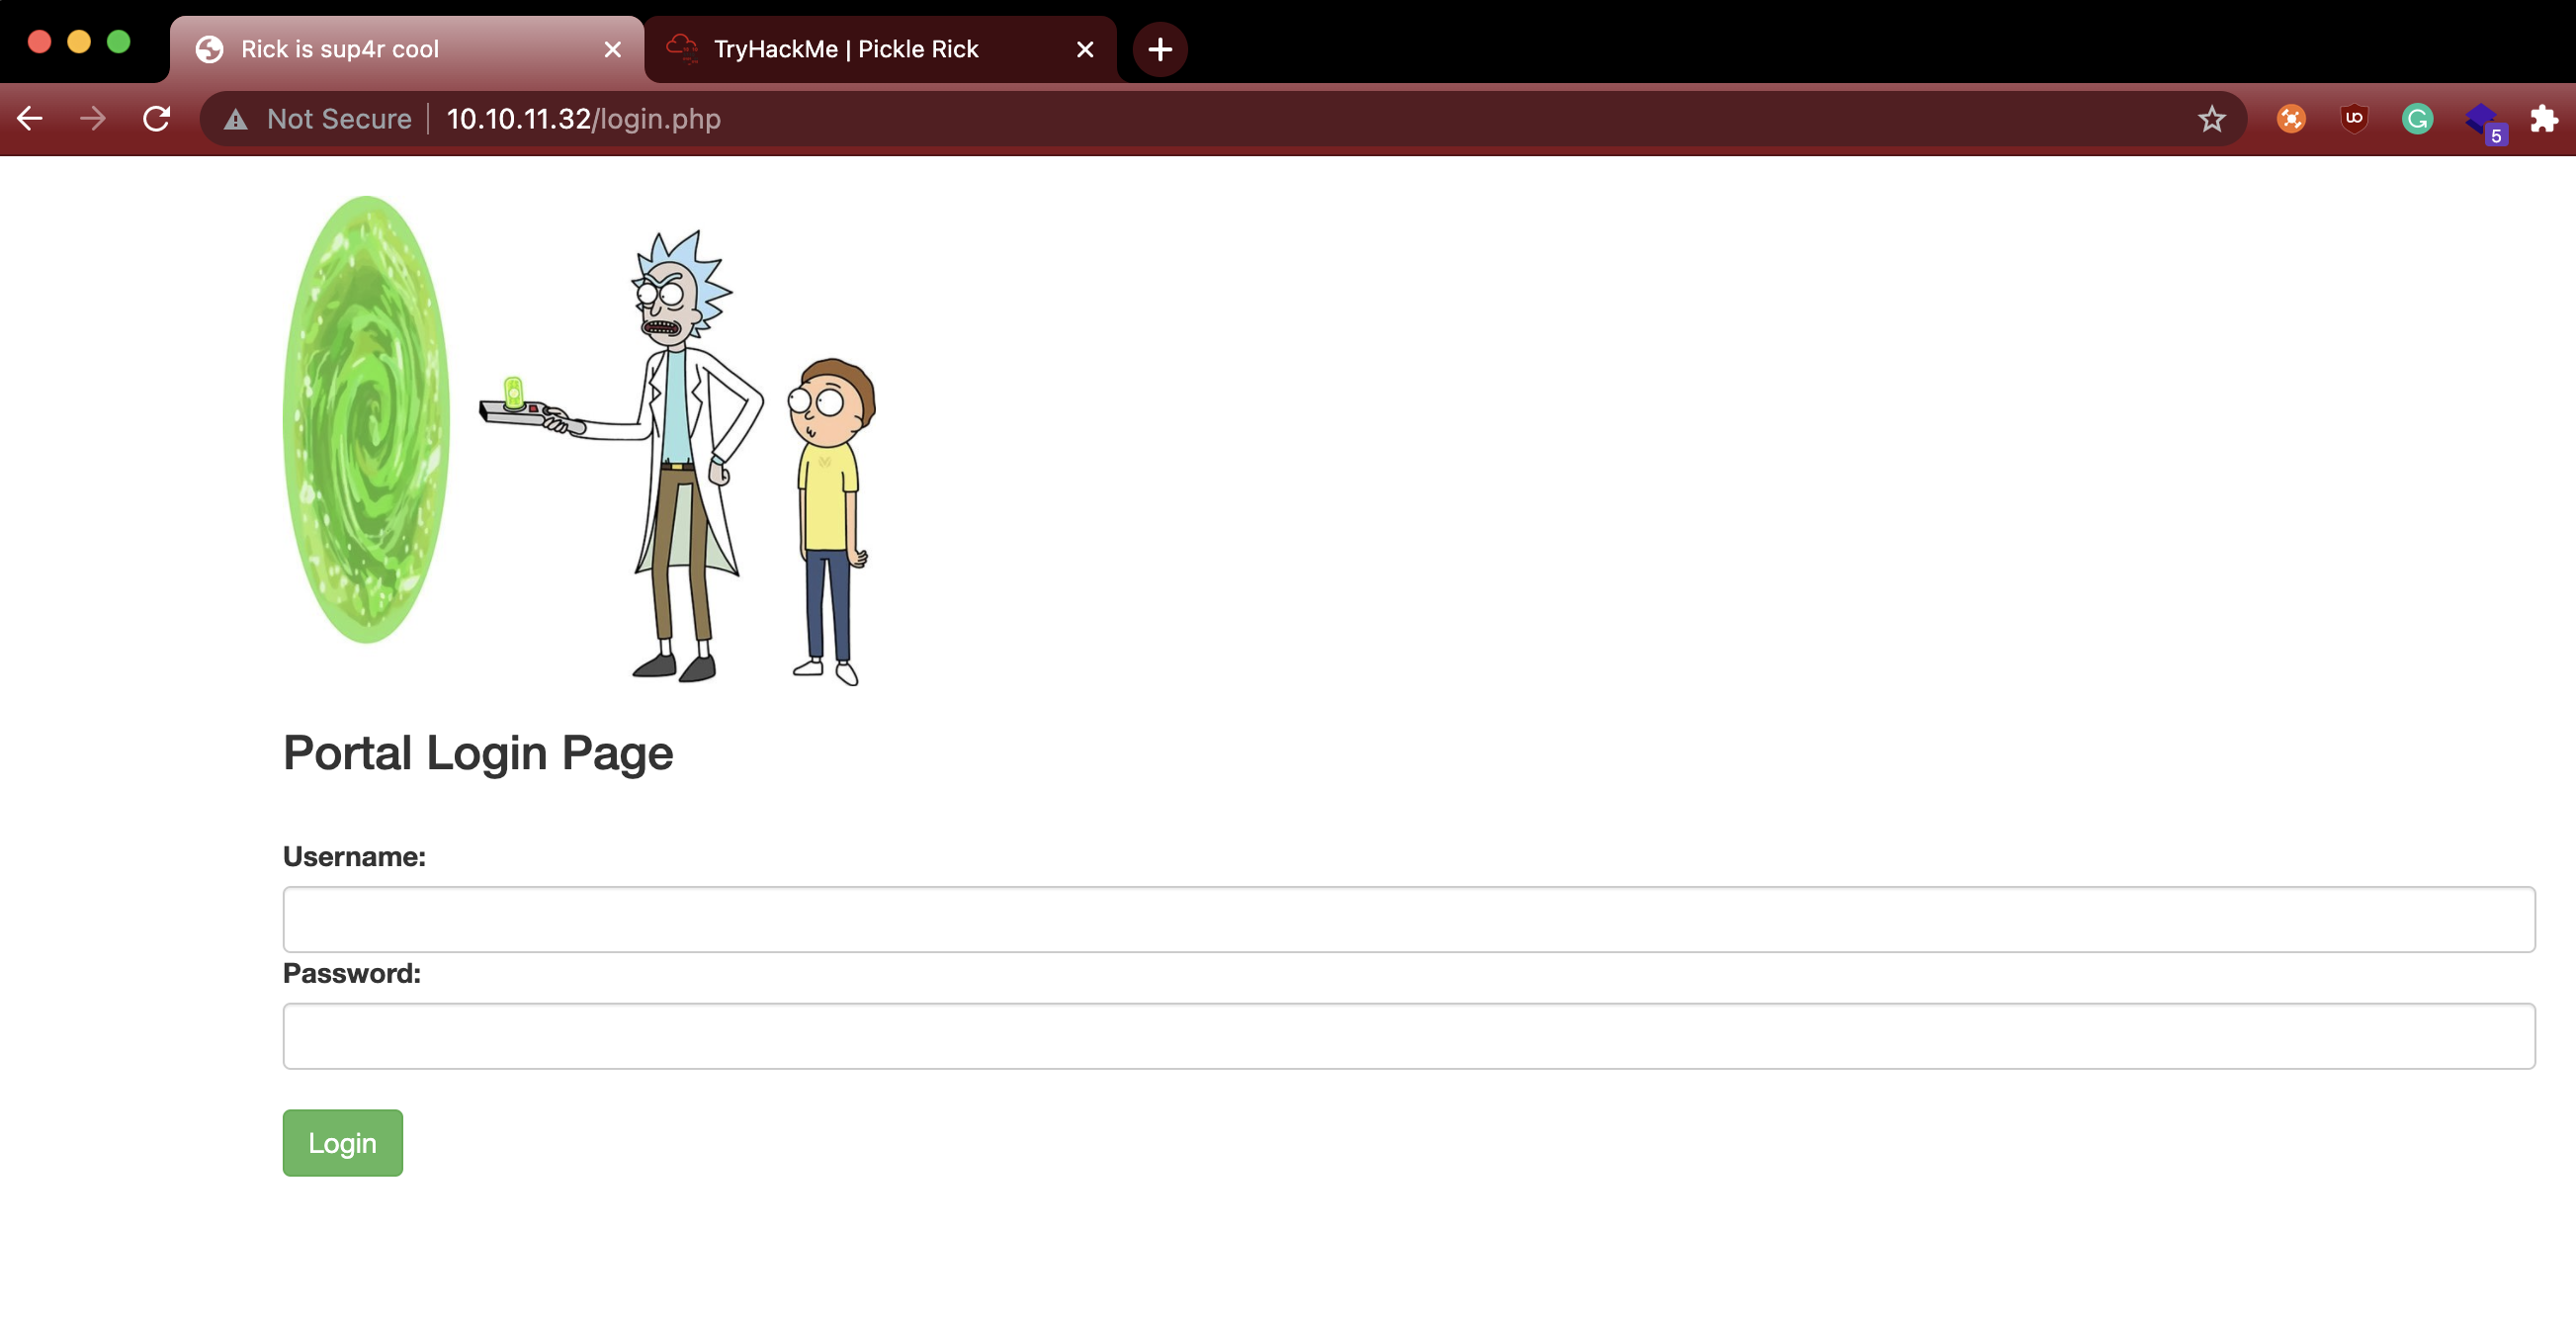 Rick is sup4r cool
TryHackMe | Pickle Rick
Not Secure
10.10.11.32/login.php
UD
G
5
Portal Login Page
Username:
Password:
Login